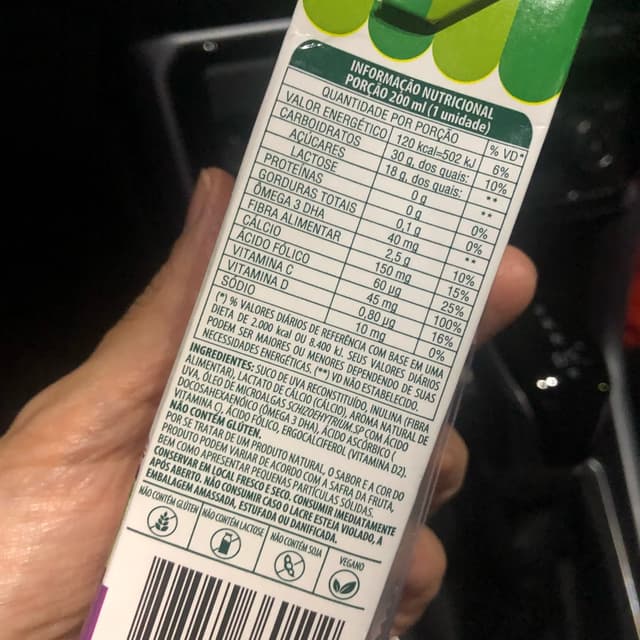 INFORMAÇÃO NUTRICIONAL
PORÇÃO 200 ml (1 unidade)
QUANTIDADE POR PORÇÃO % VD*
VALOR ENERGÉTICO 120 kcal=502 kJ 6%
CARBOIDRATOS 30 g, dos quais: 10%
AÇÚCARES 18 g, dos quais: **
LACTOSE 0 g **
PROTEÍNAS 0 g 0%
GORDURAS TOTAIS 0,1 g 0%
ÔMEGA 3 DHA 40 mg **
FIBRA ALIMENTAR 2,5 g 10%
CÁLCIO 150 mg 15%
ÁCIDO FÓLICO 60 µg 25%
VITAMINA C 45 mg 100%
VITAMINA D 0,80 µg 16%
SÓDIO 10 mg 0%
(*) % VALORES DIÁRIOS DE REFERÊNCIA COM BASE EM UMA
DIETA DE 2.000 kcal OU 8.400 kJ. SEUS VALORES DIÁRIOS
PODEM SER MAIORES OU MENORES DEPENDENDO DE SUAS
NECESSIDADES ENERGÉTICAS. (**) VD NÃO ESTABELECIDO.
INGREDIENTES: SUCO DE UVA RECONSTITUÍDO, INULINA (FIBRA
ALIMENTAR), LACTATO DE CÁLCIO (CÁLCIO), AROMA NATURAL DE
UVA, ÓLEO DE MICROALGAS SCHIZOCHYTRIUM SP COM ÁCIDO
DOCOSAHEXAENÓICO (ÔMEGA 3 DHA), ÁCIDO ASCÓRBICO (
VITAMINA C), ÁCIDO FÓLICO, ERGOCALCIFEROL (VITAMINA D2).
NÃO CONTÉM GLÚTEN.
POR SE TRATAR DE UM PRODUTO NATURAL, O SABOR E A COR DO
PRODUTO PODEM VARIAR DE ACORDO COM A SAFRA DA FRUTA,
BEM COMO APRESENTAR PEQUENAS PARTÍCULAS SÓLIDAS.
CONSERVAR EM LOCAL FRESCO E SECO. CONSUMIR IMEDIATAMENTE
APÓS ABERTO. NÃO CONSUMIR CASO O LACRE ESTEJA VIOLADO, A
EMBALAGEM AMASSADA, ESTUFADA OU DANIFICADA.
NÃO CONTÉM GLÚTEN
NÃO CONTÉM LACTOSE
NÃO CONTÉM SOJA
VEGANO